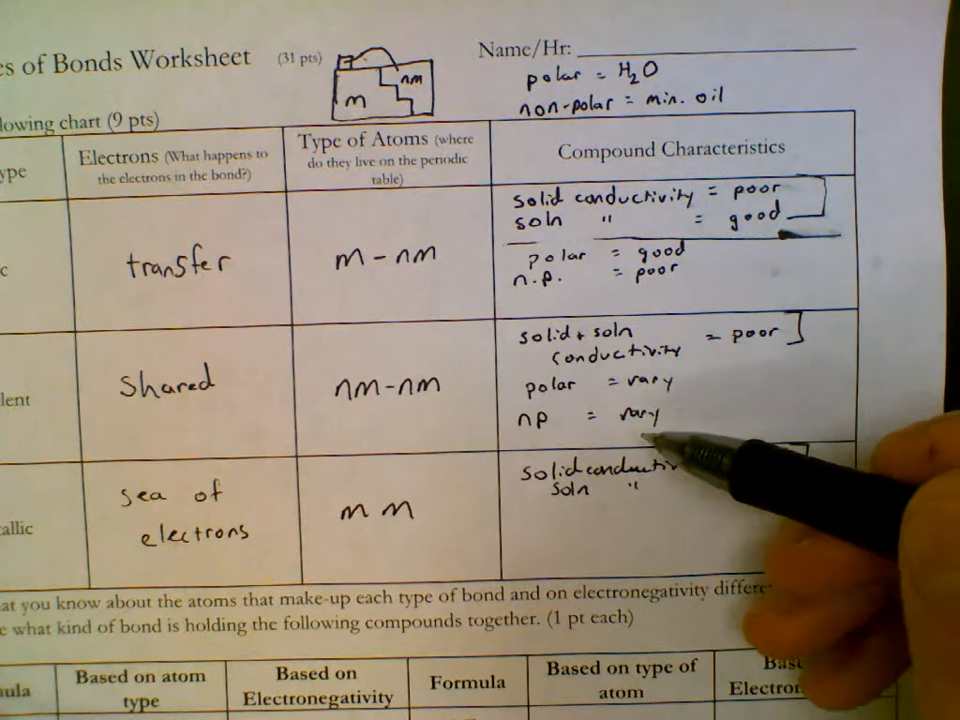 es of Bonds Worksheet (31 pts)
Name/Hr:
m nm
polar = H₂O
non-polar = min. oil
lowing chart (9 pts)
ype
Electrons (What happens to
the electrons in the bond?)
Type of Atoms (where
do they live on the periodic
table)
Compound Characteristics
c
transfer
m - nm
solid conductivity = poor
soln " = good
polar = good
n.p. = poor
lent
Shared
nm-nm
solid + soln
conductivity = poor
polar = vary
np = vary
tallic
Sea of
electrons
m m
solid conductiv
soln "
at you know about the atoms that make-up each type of bond and on electronegativity differe
e what kind of bond is holding the following compounds together. (1 pt each)
nula
Based on atom
type
Based on
Electronegativity
Formula
Based on type of
atom
Base
Electron